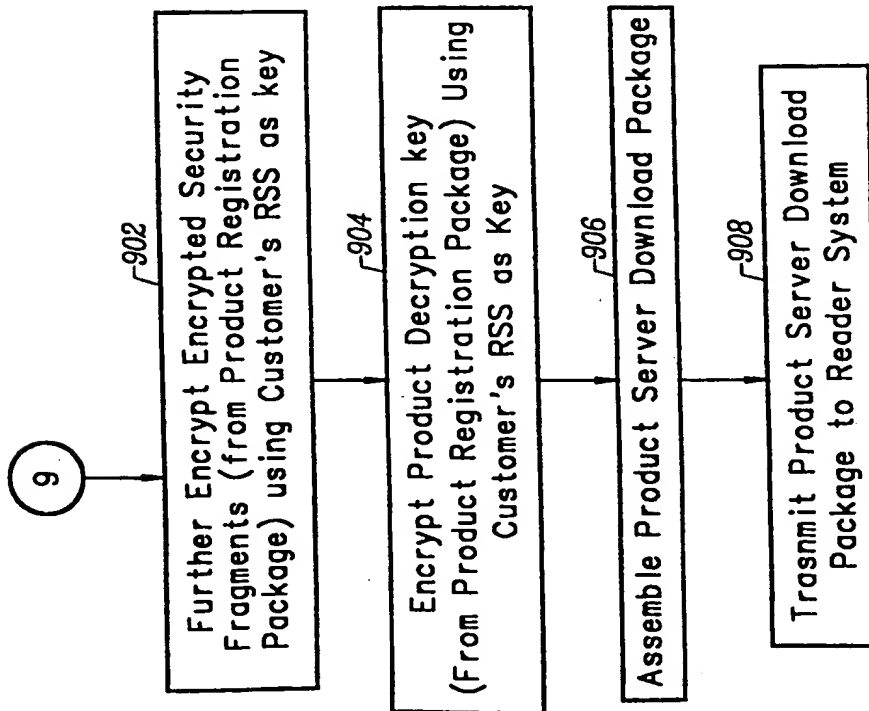 9
902
Further Encrypt Encrypted Security
Fragments (from Product Registration
Package) using Customer's RSS as key
904
Encrypt Product Decryption key
(From Product Registration Package) Using
Customer's RSS as Key
906
Assemble Product Server Download Package
908
Trasnmit Product Server Download
Package to Reader System